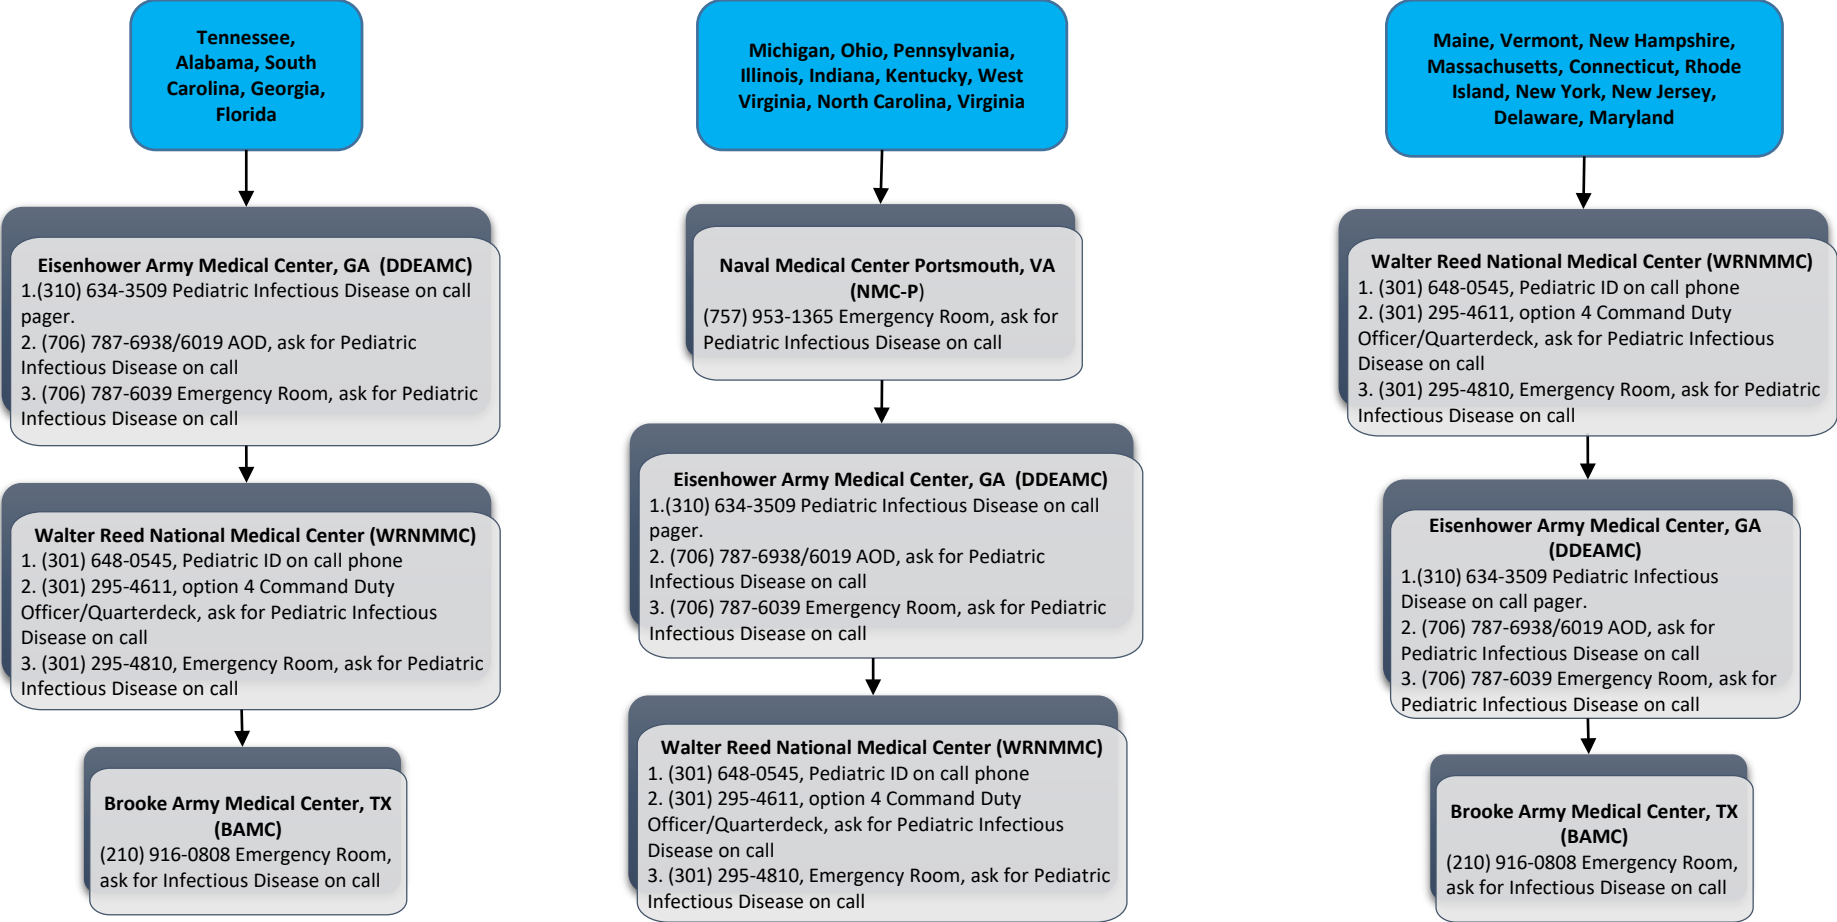 Tennessee,
Alabama, South
Carolina, Georgia,
Florida
Eisenhower Army Medical Center, GA  (DDEAMC)
1.(310) 634-3509 Pediatric Infectious Disease on call
pager.
2. (706) 787-6938/6019 AOD, ask for Pediatric
Infectious Disease on call
3. (706) 787-6039 Emergency Room, ask for Pediatric
Infectious Disease on call
Walter Reed National Medical Center (WRNMMC)
1. (301) 648-0545, Pediatric ID on call phone
2. (301) 295-4611, option 4 Command Duty
Officer/Quarterdeck, ask for Pediatric Infectious
Disease on call
3. (301) 295-4810, Emergency Room, ask for Pediatric
Infectious Disease on call
Brooke Army Medical Center, TX
(BAMC)
(210) 916-0808 Emergency Room,
ask for Infectious Disease on call
Michigan, Ohio, Pennsylvania,
Illinois, Indiana, Kentucky, West
Virginia, North Carolina, Virginia
Naval Medical Center Portsmouth, VA
(NMC-P)
(757) 953-1365 Emergency Room, ask for
Pediatric Infectious Disease on call
Eisenhower Army Medical Center, GA  (DDEAMC)
1.(310) 634-3509 Pediatric Infectious Disease on call
pager.
2. (706) 787-6938/6019 AOD, ask for Pediatric
Infectious Disease on call
3. (706) 787-6039 Emergency Room, ask for Pediatric
Infectious Disease on call
Walter Reed National Medical Center (WRNMMC)
1. (301) 648-0545, Pediatric ID on call phone
2. (301) 295-4611, option 4 Command Duty
Officer/Quarterdeck, ask for Pediatric Infectious
Disease on call
3. (301) 295-4810, Emergency Room, ask for Pediatric
Infectious Disease on call
Maine, Vermont, New Hampshire,
Massachusetts, Connecticut, Rhode
Island, New York, New Jersey,
Delaware, Maryland
Walter Reed National Medical Center (WRNMMC)
1. (301) 648-0545, Pediatric ID on call phone
2. (301) 295-4611, option 4 Command Duty
Officer/Quarterdeck, ask for Pediatric Infectious
Disease on call
3. (301) 295-4810, Emergency Room, ask for Pediatric
Infectious Disease on call
Eisenhower Army Medical Center, GA
(DDEAMC)
1.(310) 634-3509 Pediatric Infectious
Disease on call pager.
2. (706) 787-6938/6019 AOD, ask for
Pediatric Infectious Disease on call
3. (706) 787-6039 Emergency Room, ask for
Pediatric Infectious Disease on call
Brooke Army Medical Center, TX
(BAMC)
(210) 916-0808 Emergency Room,
ask for Infectious Disease on call